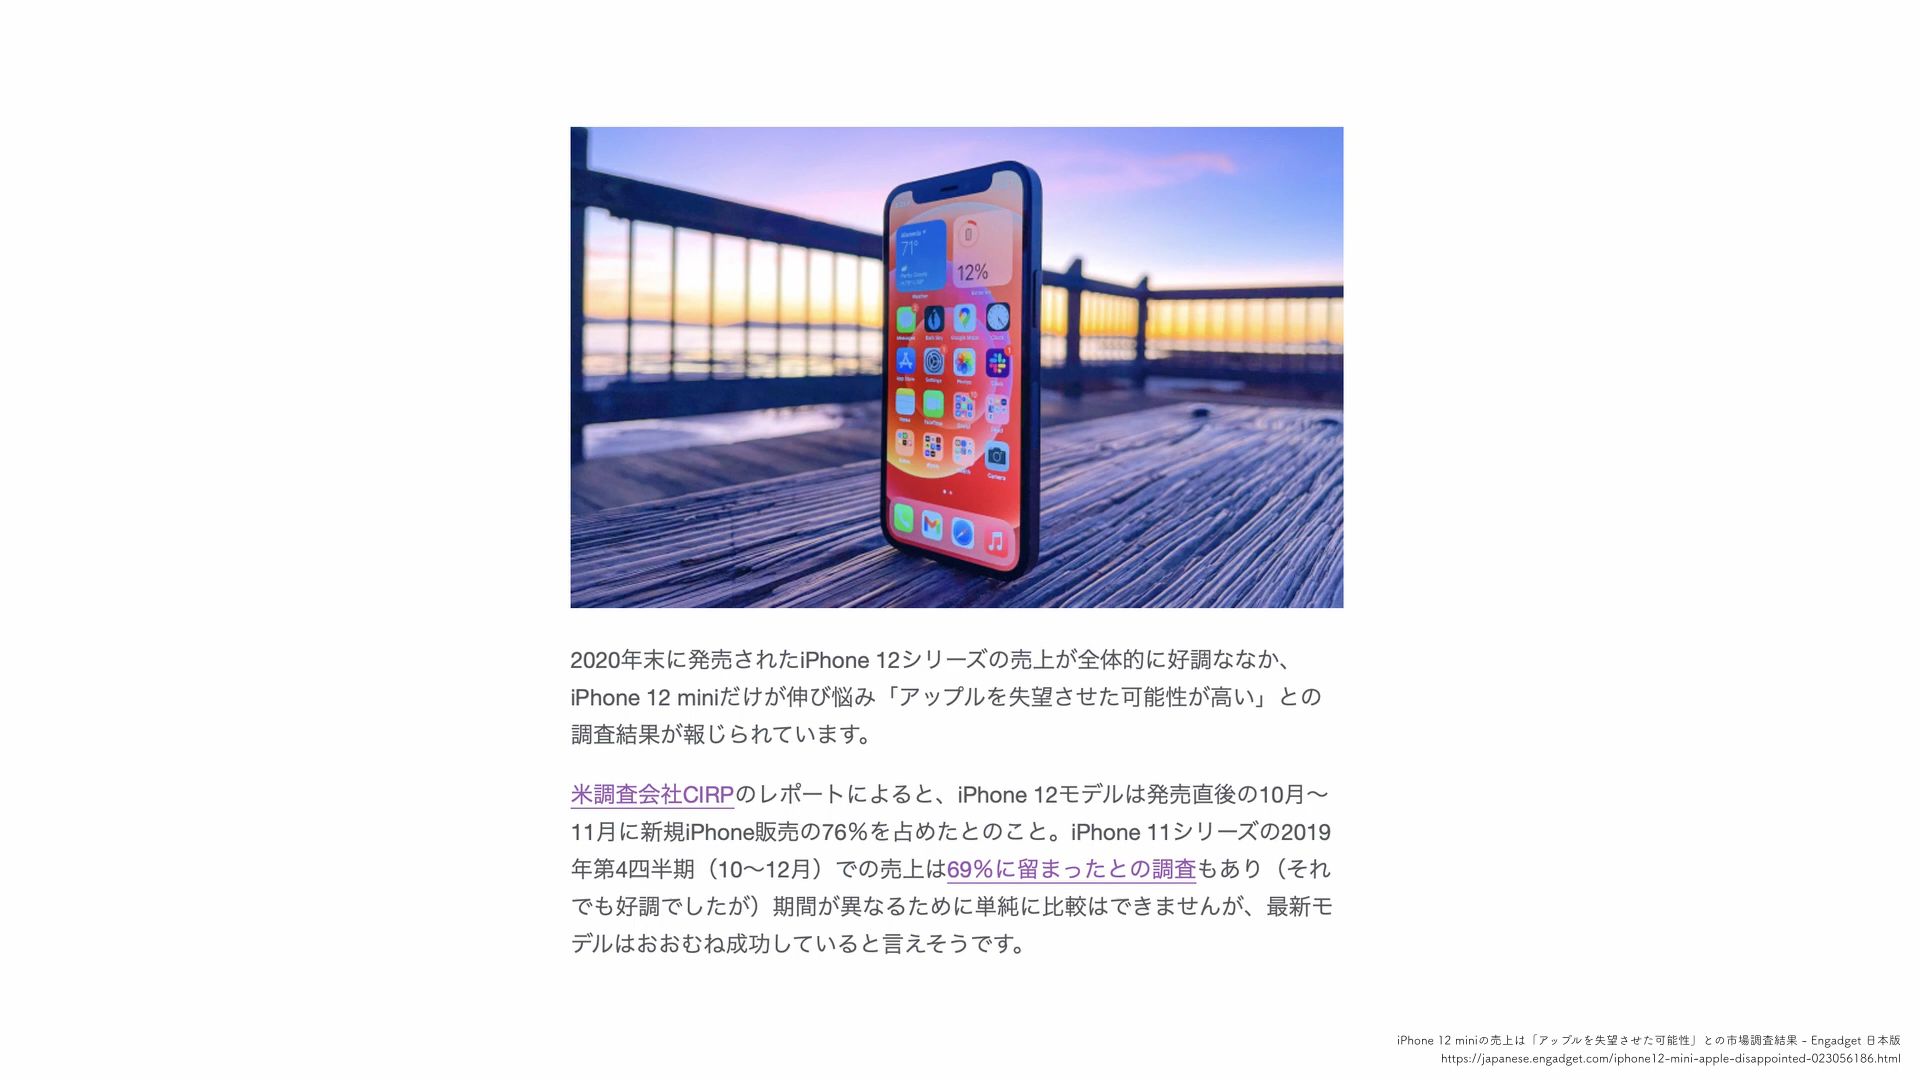 71°
12%
Weather
2020年末に発売されたiPhone 12シリーズの売上が全体的に好調ななか、
iPhone 12 miniだけが伸び悩み「アップルを失望させた可能性が高い」との
調査結果が報じられています。
米調査会社CIRPのレポートによると、iPhone 12モデルは発売直後の10月〜
11月に新規iPhone販売の76%を占めたとのこと。iPhone 11シリーズの2019
年第4四半期（10〜12月）での売上は69%に留まったとの調査もあり（それ
でも好調でしたが）期間が異なるために単純に比較はできませんが、最新モ
デルはおおむね成功していると言えそうです。
iPhone 12 miniの売上は「アップルを失望させた可能性」との市場調査結果 - Engadget 日本版
https://japanese.engadget.com/iphone12-mini-apple-disappointed-023056186.html